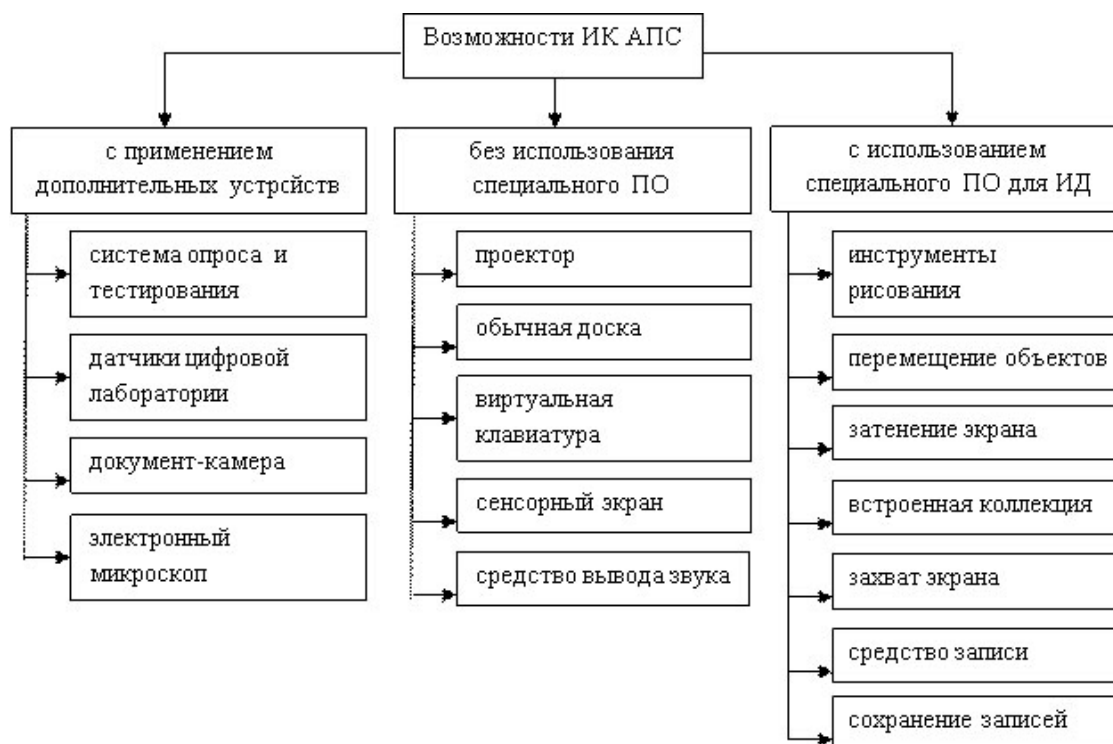 Возможности ИК АПС
с применением
дополнительных устройств
система опроса и
тестирования
датчики цифровой
лаборатории
документ-камера
электронный
микроскоп
без использования
специального ПО
проектор
обычная доска
виртуальная
клавиатура
сенсорный экран
средство вывода звука
с использованием
специального ПО для ИД
инструменты
рисования
перемещение объектов
затенение экрана
встроенная коллекция
захват экрана
средство записи
сохранение записей